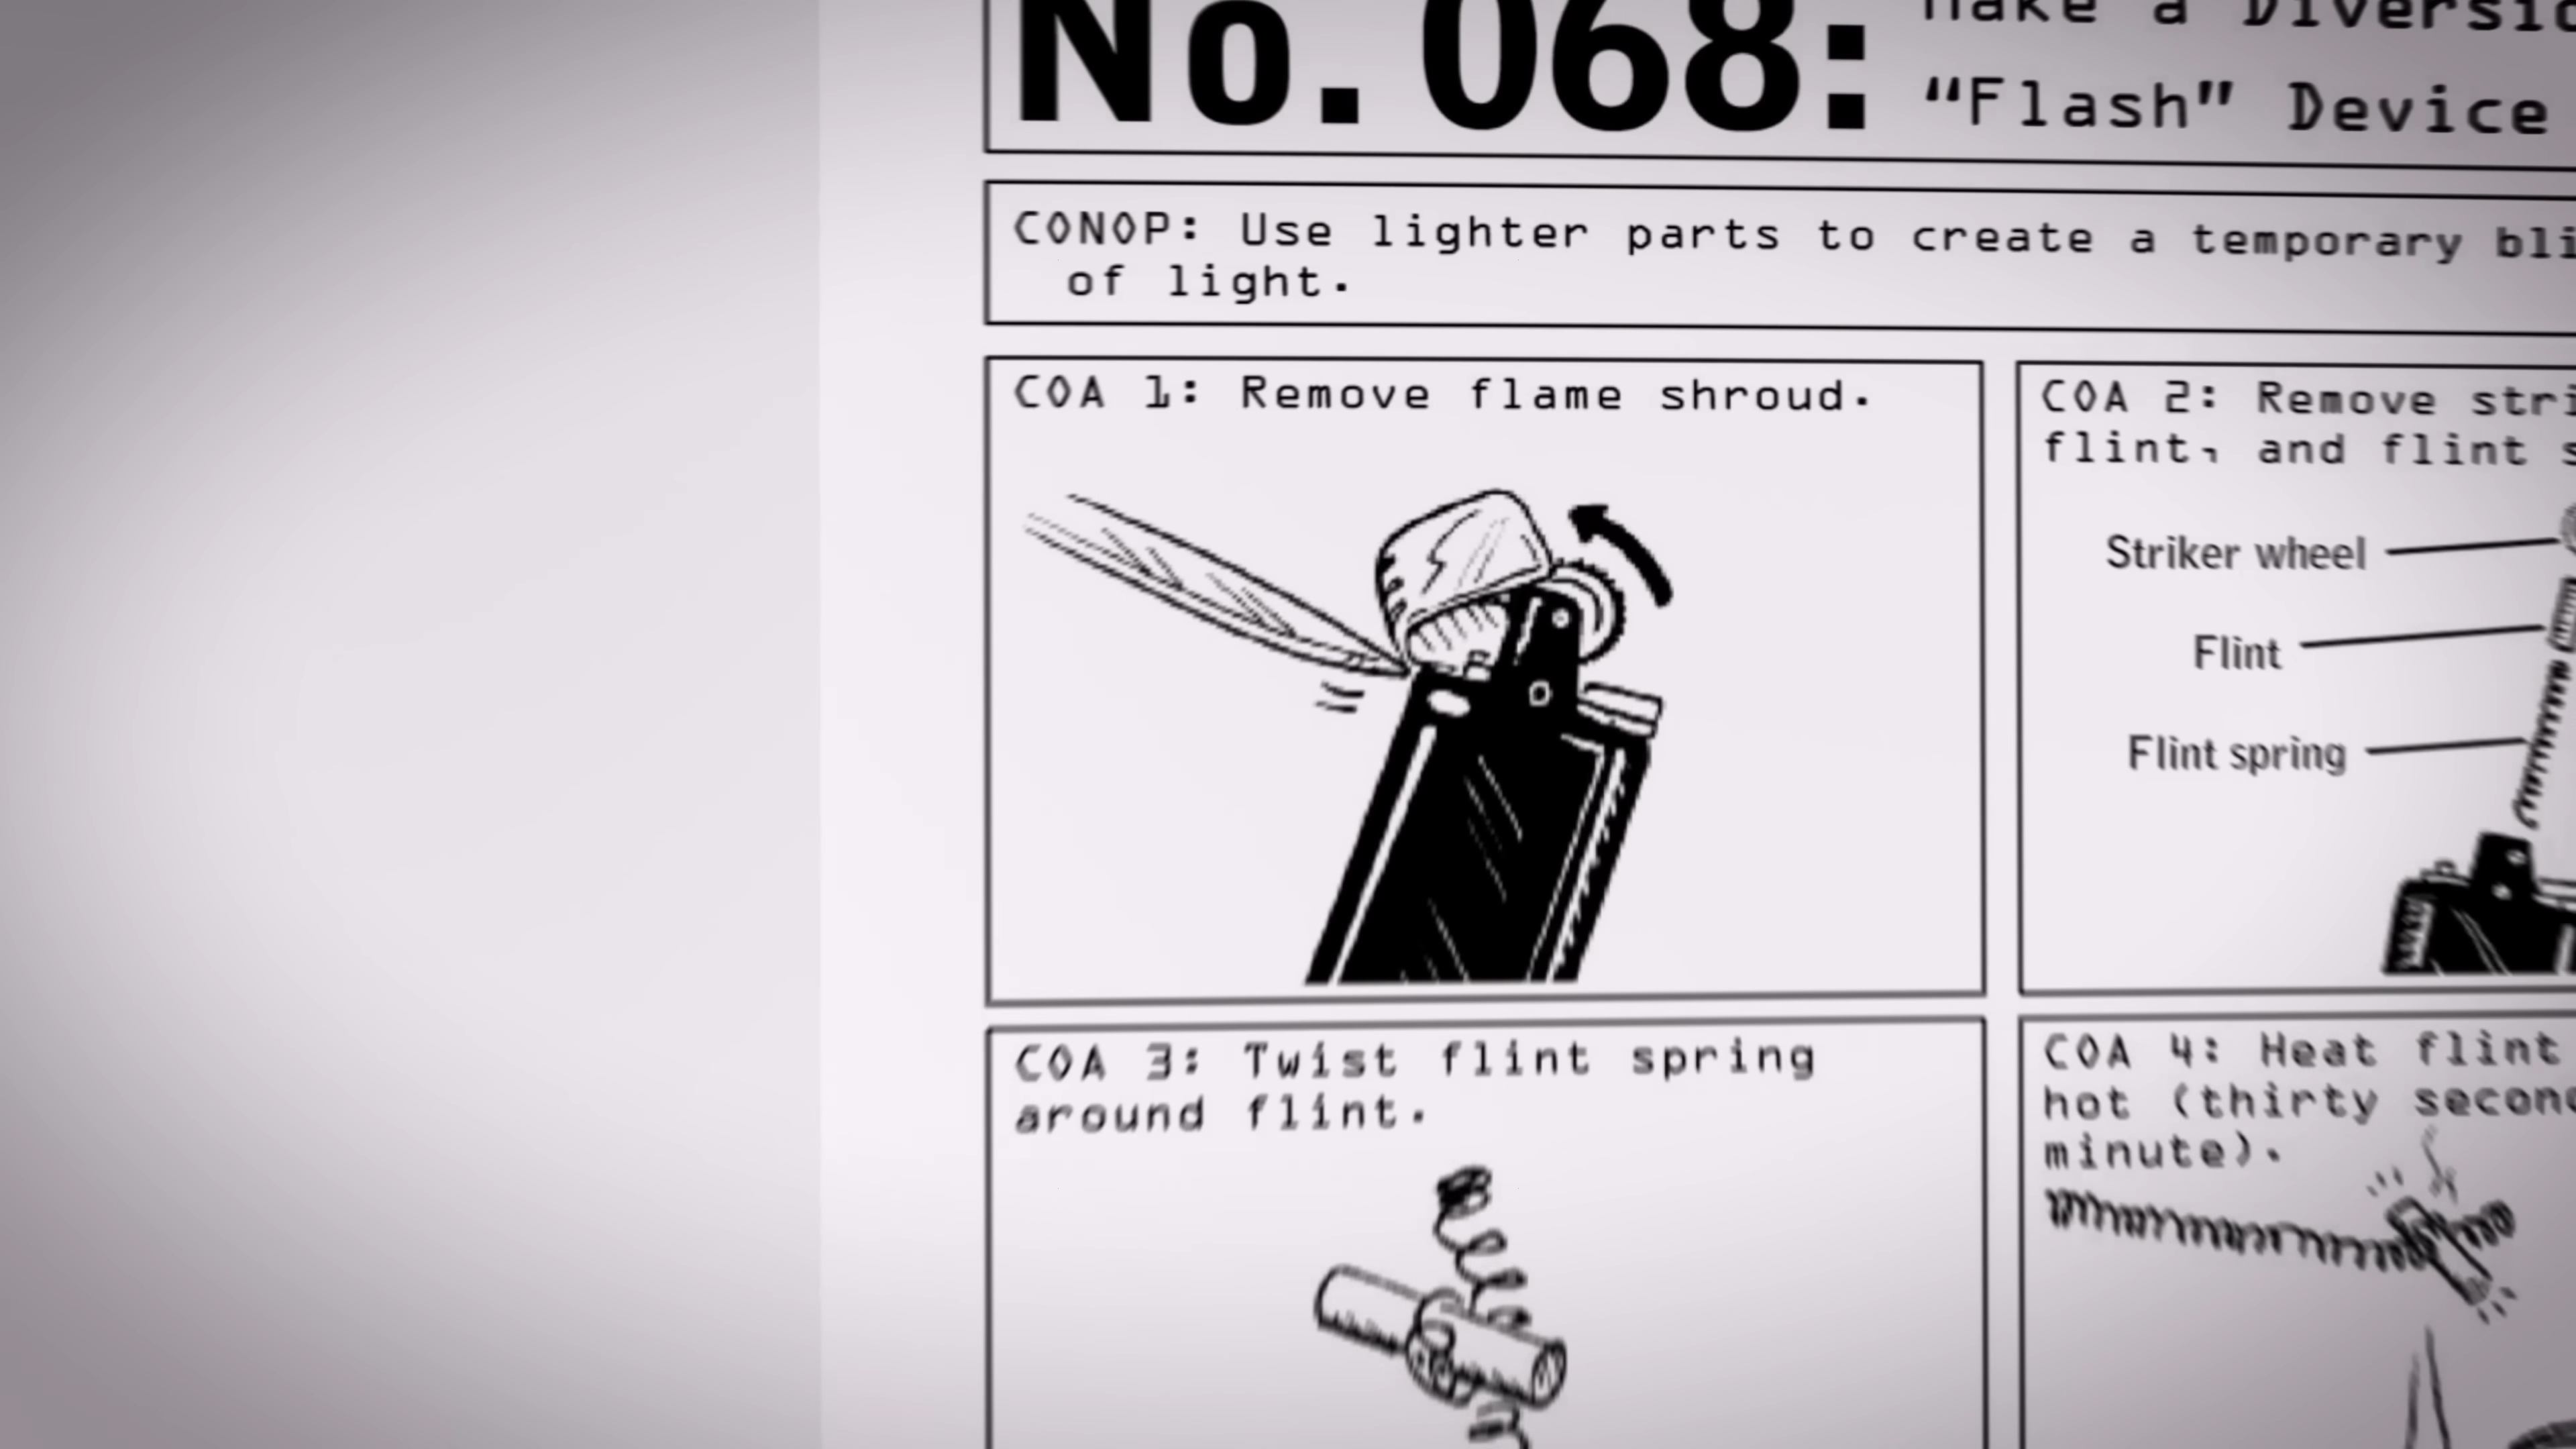 No. 068:
a
"Flash" Device
CONOP: Use lighter parts to create a temporary
of light.
COA 1: Remove flame shroud.
COA 2: Remove
flint, and flint
Striker wheel
Flint
Flint spring
COA 3: Twist flint spring
around flint.
COA 4: Heat flint
hot (thirty
minute).